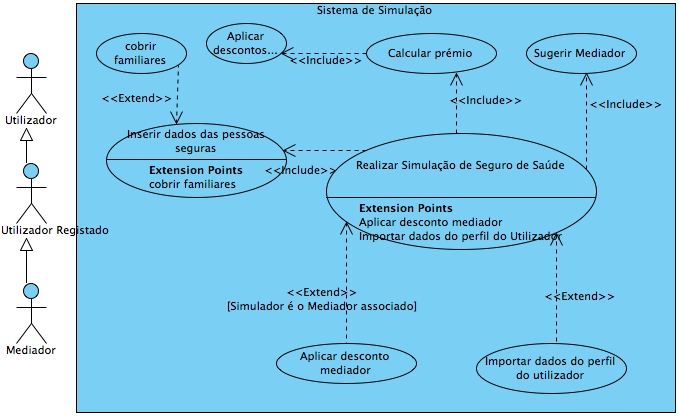 Sistema de Simulação
cobrir
familiares
Aplicar
descontos...
<<Include>>
Calcular prémio
Sugerir Mediador
<<Extend>>
<<Include>>
<<Include>>
Utilizador
Inserir dados das pessoas
seguras
Extension Points
cobrir familiares
<<Include>>
Realizar Simulação de Seguro de Saúde
Extension Points
Aplicar desconto mediador
Importar dados do perfil do Utilizador
Utilizador Registado
<<Extend>>
[Simulador é o Mediador associado]
<<Extend>>
Mediador
Aplicar desconto
mediador
Importar dados do perfil
do utilizador